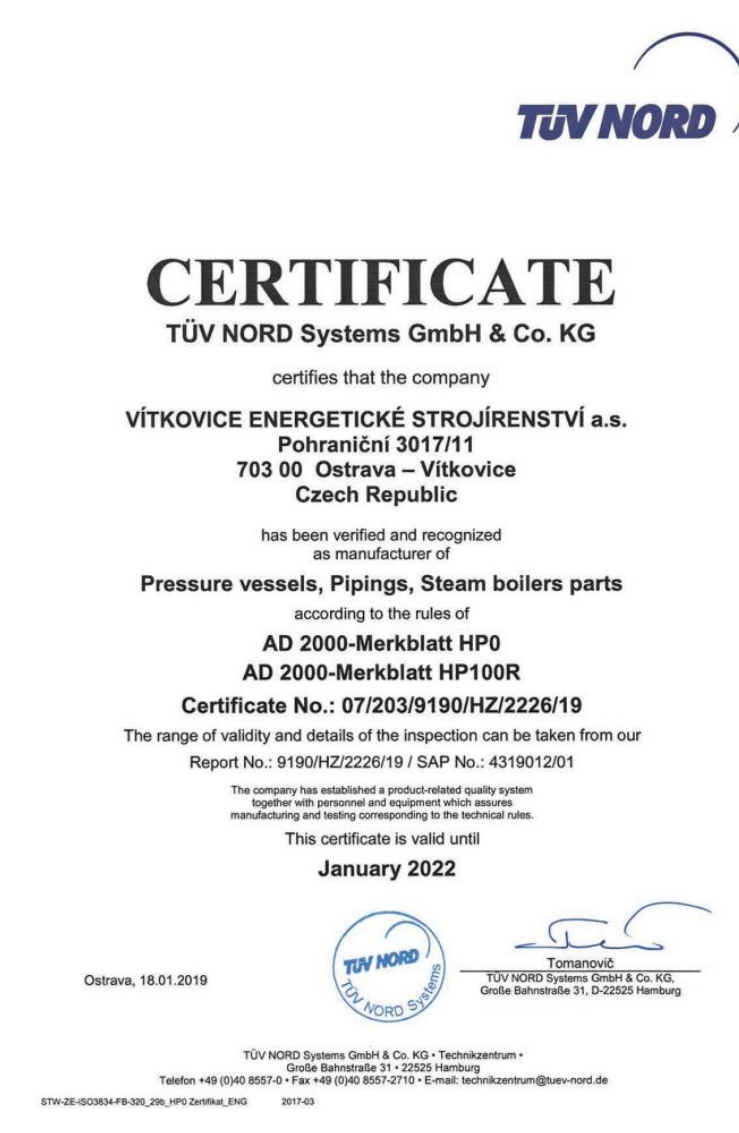 TÜV NORD
CERTIFICATE
TÜV NORD Systems GmbH & Co. KG
certifies that the company
VÍTKOVICE ENERGETICKÉ STROJÍRENSTVÍ a.s.
Pohraniční 3017/11
703 00 Ostrava – Vítkovice
Czech Republic
has been verified and recognized
as manufacturer of
Pressure vessels, Pipings, Steam boilers parts
according to the rules of
AD 2000-Merkblatt HP0
AD 2000-Merkblatt HP100R
Certificate No.: 07/203/9190/HZ/2226/19
The range of validity and details of the inspection can be taken from our
Report No.: 9190/HZ/2226/19 / SAP No.: 4319012/01
The company has established a product-related quality system
together with personnel and equipment which assures
manufacturing and testing corresponding to the technical rules.
This certificate is valid until
January 2022
TÜV NORD
TÜV NORD Systems
Ostrava, 18.01.2019
Tomanovič
TÜV NORD Systems GmbH & Co. KG,
Große Bahnstraße 31, D-22525 Hamburg
TÜV NORD Systems GmbH & Co. KG • Technikzentrum •
Große Bahnstraße 31 • 22525 Hamburg
Telefon +49 (0)40 8557-0 • Fax +49 (0)40 8557-2710 • E-mail: technikzentrum@tuev-nord.de
STW-ZE-ISO3834-FB-320_29b_HP0 Zertifikat_ENG 2017-03